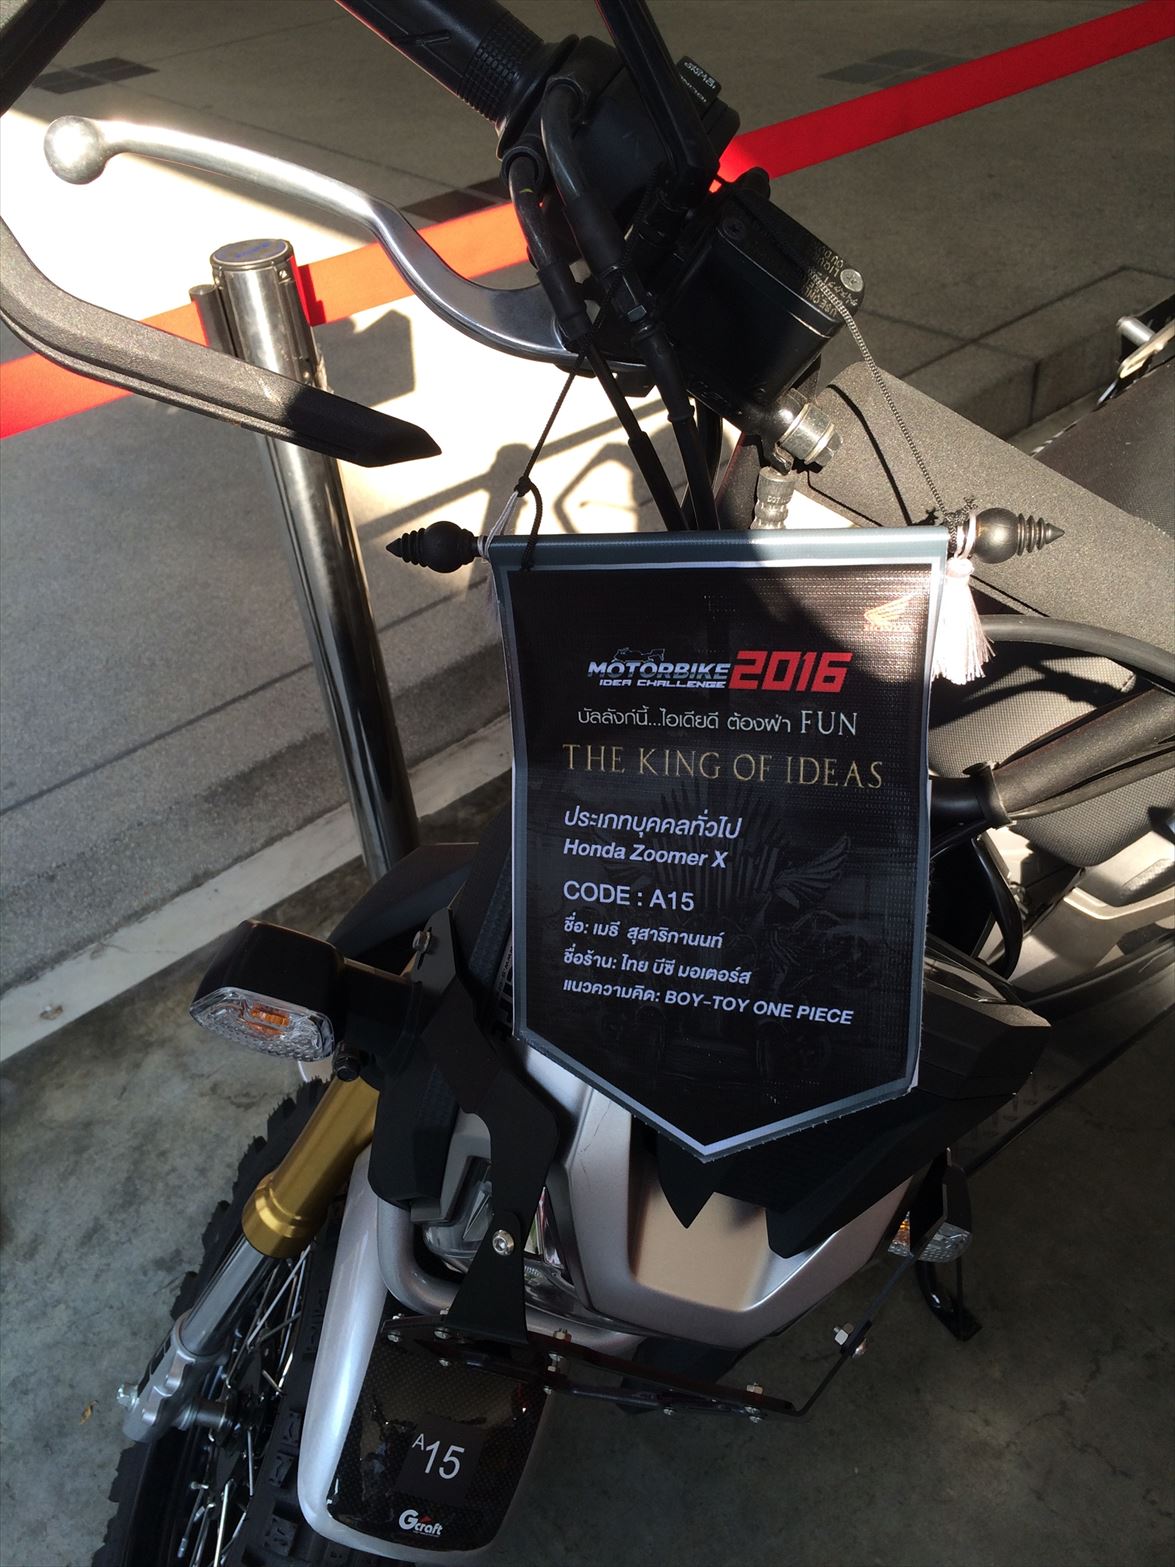 HONDA
MOTORBIKE 2016
IDEA CHALLENGE
บัลลังก์นี้...ไอเดียดี ต้องฝ่า FUN
THE KING OF IDEAS
ประเภทบุคคลทั่วไป
Honda Zoomer X
CODE : A15
ชื่อ: เมธี สุสาริกานนท์
ชื่อร้าน: ไทย บีซี มอเตอร์ส
แนวความคิด: BOY-TOY ONE PIECE
A15
Gcraft